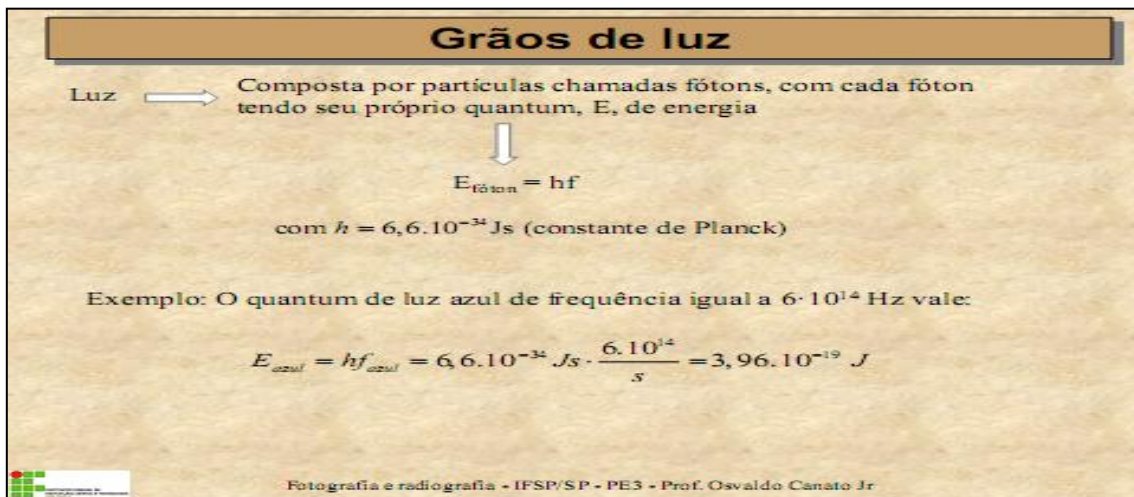 Grãos de luz
Luz
Composta por partículas chamadas fótons, com cada fóton
tendo seu próprio quantum, E, de energia
E_fóton = hf
com h = 6,6.10⁻³⁴ Js (constante de Planck)
Exemplo: O quantum de luz azul de frequência igual a 6·10¹⁴ Hz vale:
E_azul = hf_azul = 6,6.10⁻³⁴ Js · 6.10¹⁴/s = 3,96.10⁻¹⁹ J
Fotografia e radiografia - IFSP/SP - PE3 - Prof. Osvaldo Canato Jr